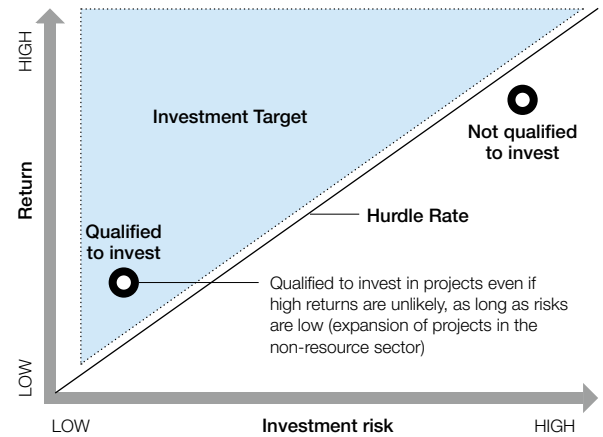 HIGH
Return
LOW
Investment Target
Not qualified
to invest
Hurdle Rate
Qualified
to invest
Qualified to invest in projects even if
high returns are unlikely, as long as risks
are low (expansion of projects in the
non-resource sector)
LOW
Investment risk
HIGH